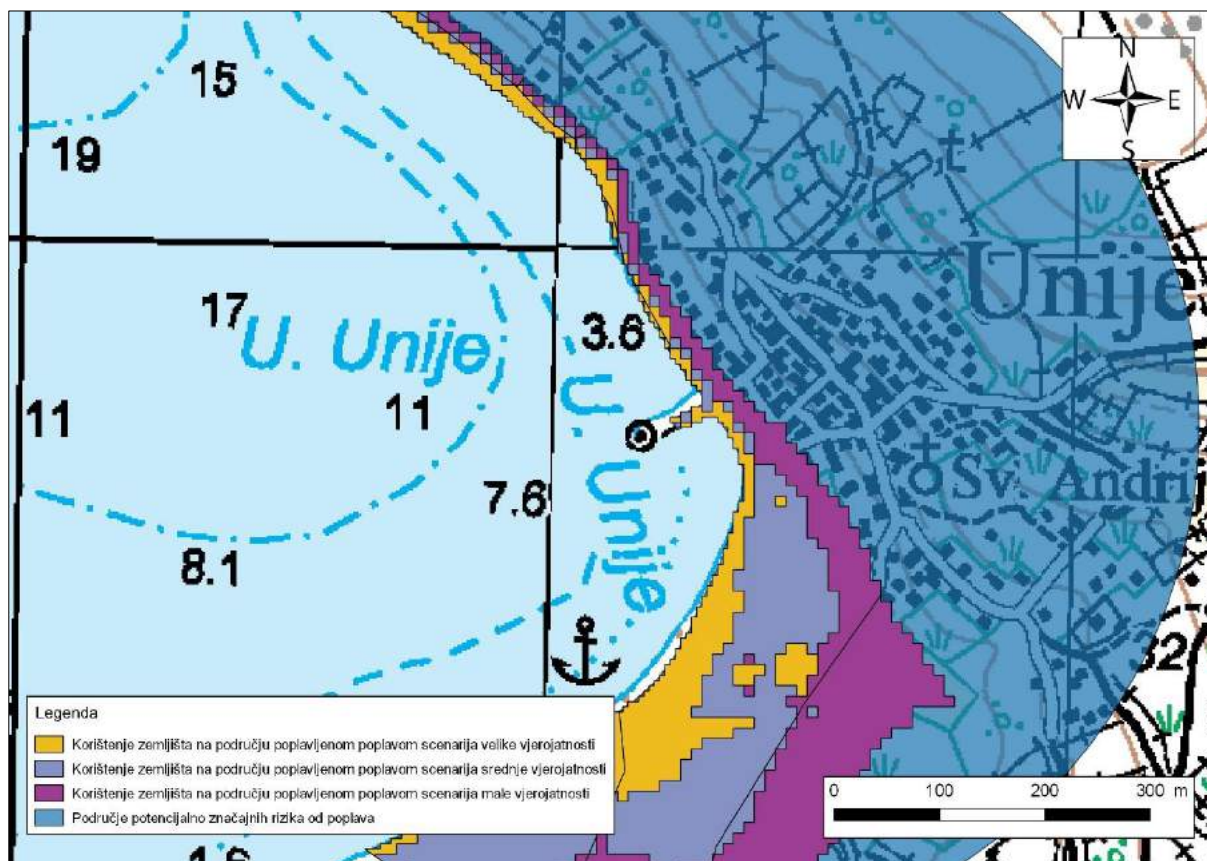 N
W E
S
15
19
Unije
17
U. Unije
3.6
11
11
U. Unije
Sv. Andri
7.6
8.1
Legenda
Korištenje zemljišta na području poplavljenom poplavom scenarija velike vjerojatnosti
Korištenje zemljišta na području poplavljenom poplavom scenarija srednje vjerojatnosti
Korištenje zemljišta na području poplavljenom poplavom scenarija male vjerojatnosti
Područje potencijalno značajnih rizika od poplava
0 100 200 300 m